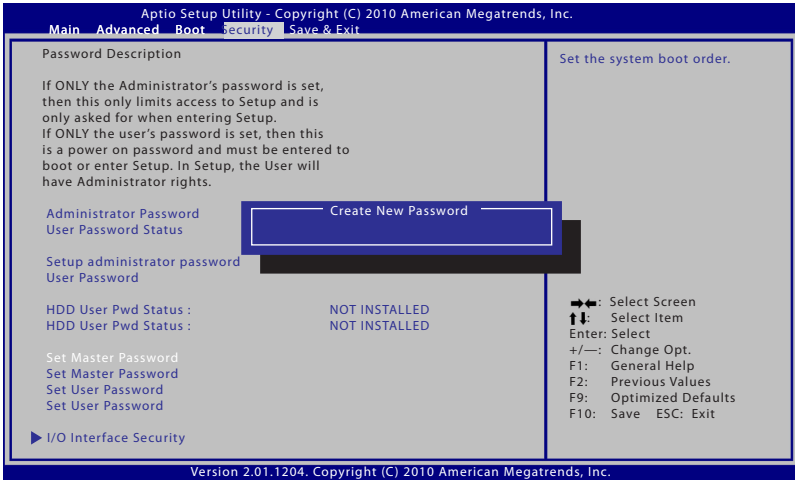 Aptio Setup Utility - Copyright (C) 2010 American Megatrends, Inc.
Main Advanced Boot Security Save & Exit
Password Description
If ONLY the Administrator's password is set,
then this only limits access to Setup and is
only asked for when entering Setup.
If ONLY the user's password is set, then this
is a power on password and must be entered to
boot or enter Setup. In Setup, the User will
have Administrator rights.
Administrator Password
User Password Status
Setup administrator password
User Password
HDD User Pwd Status : NOT INSTALLED
HDD User Pwd Status : NOT INSTALLED
Set Master Password
Set Master Password
Set User Password
Set User Password
I/O Interface Security
Create New Password
Set the system boot order.
→←: Select Screen
↑↓: Select Item
Enter: Select
+/—: Change Opt.
F1: General Help
F2: Previous Values
F9: Optimized Defaults
F10: Save ESC: Exit
Version 2.01.1204. Copyright (C) 2010 American Megatrends, Inc.